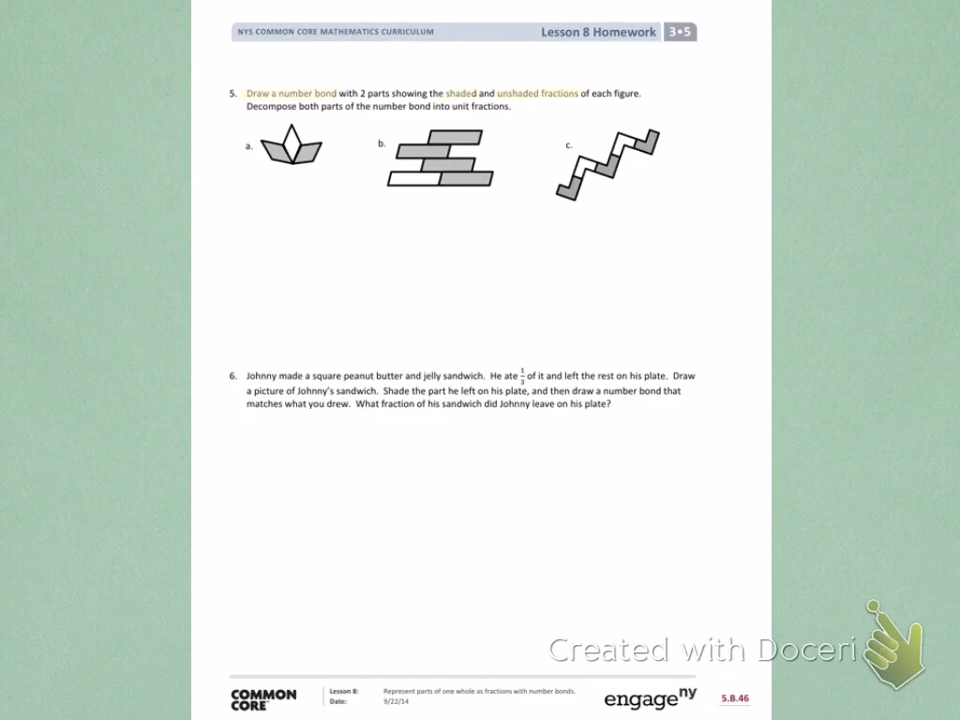 NYS COMMON CORE MATHEMATICS CURRICULUM Lesson 8 Homework 3•5
5. Draw a number bond with 2 parts showing the shaded and unshaded fractions of each figure.
Decompose both parts of the number bond into unit fractions.
a. b. c.
6. Johnny made a square peanut butter and jelly sandwich. He ate 1/3 of it and left the rest on his plate. Draw
a picture of Johnny's sandwich. Shade the part he left on his plate, and then draw a number bond that
matches what you drew. What fraction of his sandwich did Johnny leave on his plate?
Created with Doceri
COMMON
CORE
Lesson 8: Represent parts of one whole as fractions with number bonds.
Date: 9/22/14
engage ny
5.B.46